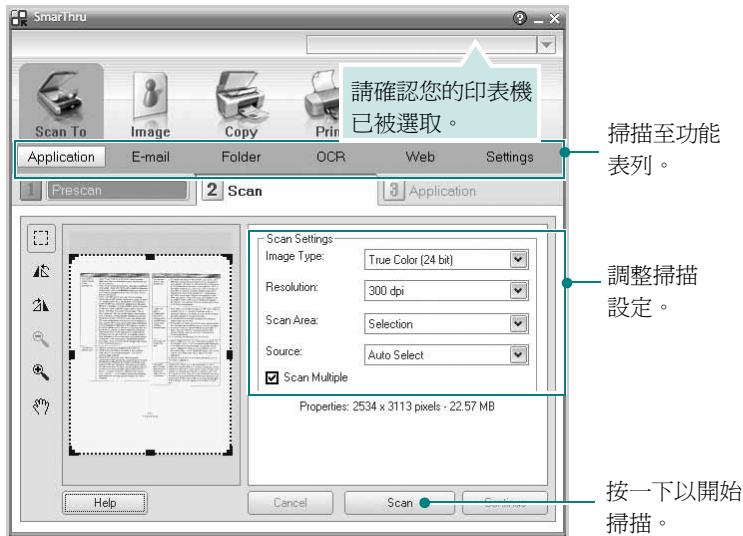 SmarThru
請確認您的印表機
已被選取。
Scan To
Image
Copy
Prin
Application
E-mail
Folder
OCR
Web
Settings
掃描至功能
表列。
1 Prescan
2 Scan
3 Application
Scan Settings
Image Type: True Color (24 bit)
Resolution: 300 dpi
Scan Area: Selection
Source: Auto Select
Scan Multiple
Properties: 2534 x 3113 pixels - 22.57 MB
調整掃描
設定。
Help
Cancel
Scan
Continue
按一下以開始
掃描。